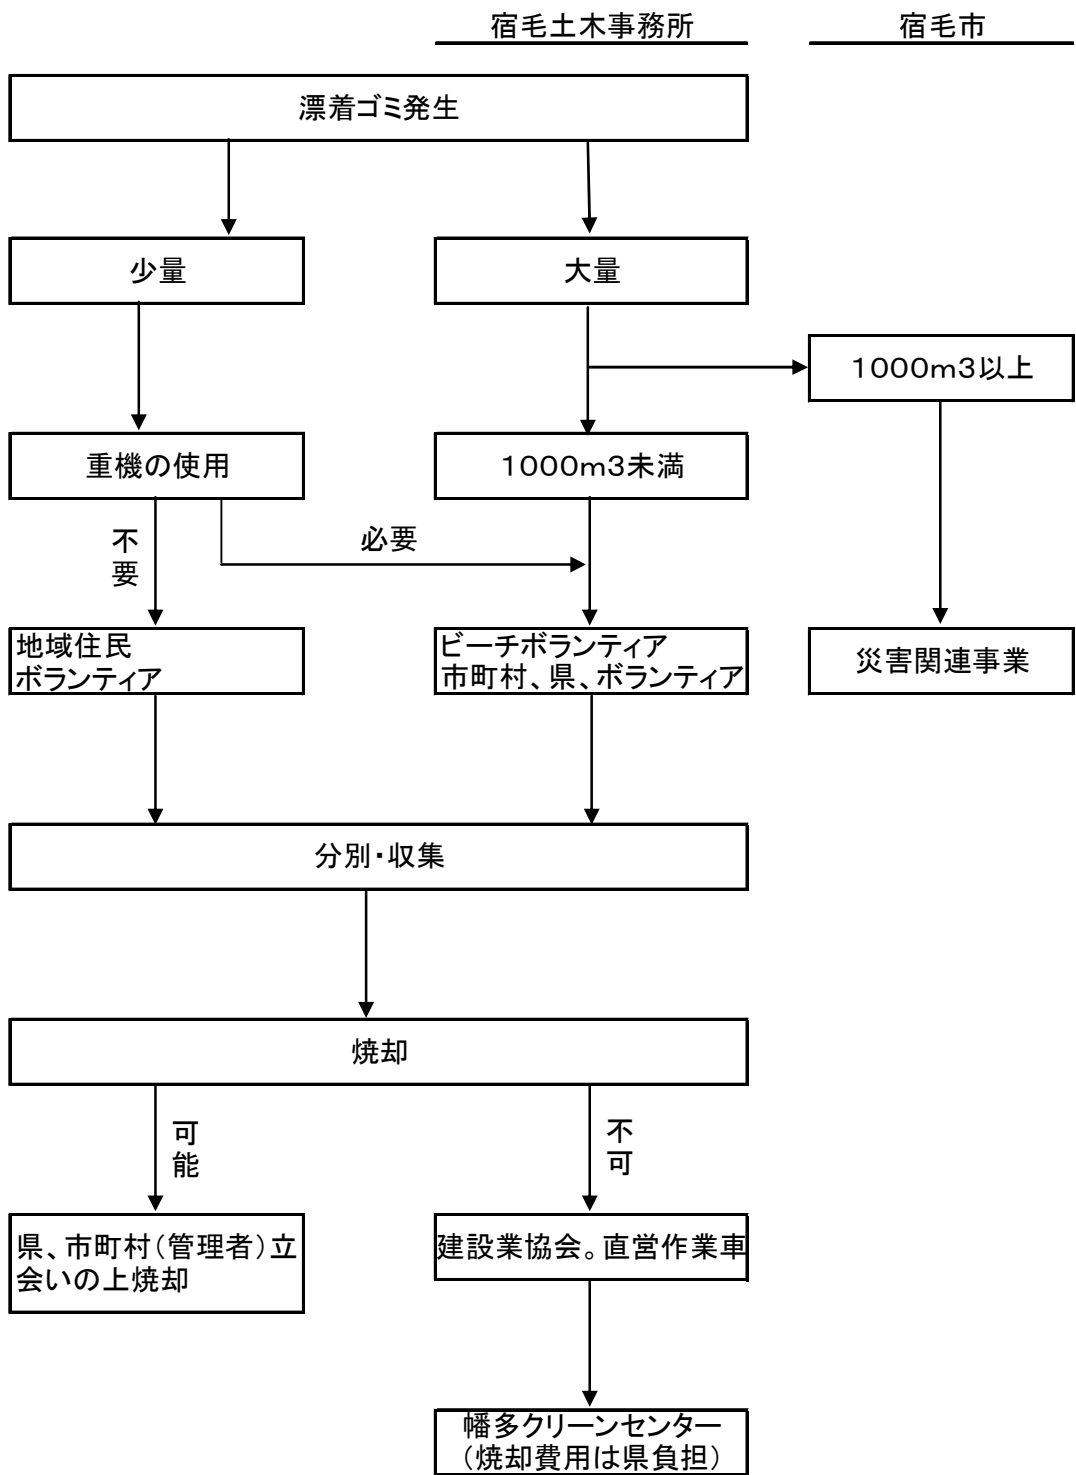 宿毛土木事務所
宿毛市
漂着ゴミ発生
少量
大量
1000m3以上
重機の使用
1000m3未満
不要
必要
地域住民
ボランティア
ビーチボランティア
市町村、県、ボランティア
災害関連事業
分別・収集
焼却
可能
不可
県、市町村（管理者）立
会いの上焼却
建設業協会。直営作業車
幡多クリーンセンター
（焼却費用は県負担）